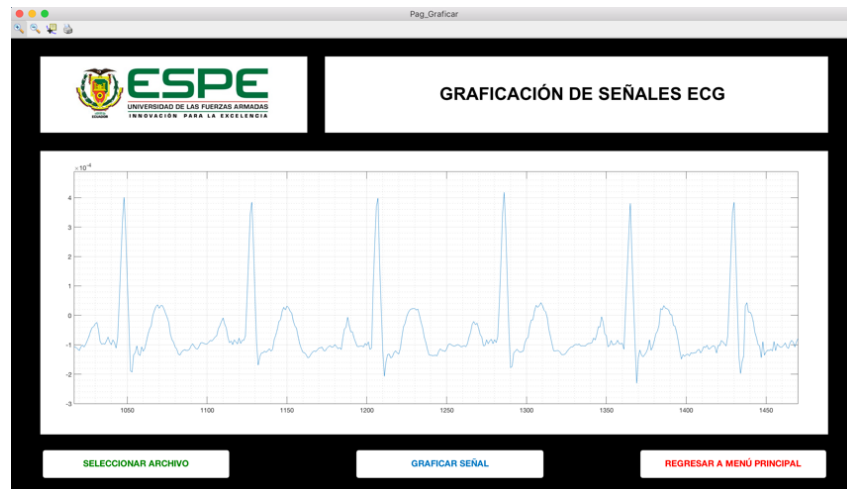 Pag_Graficar
ESPE
UNIVERSIDAD DE LAS FUERZAS ARMADAS
INNOVACIÓN PARA LA EXCELENCIA
ECUADOR
GRAFICACIÓN DE SEÑALES ECG
×10⁻⁴
4
3
2
1
0
-1
-2
-3
1050 1100 1150 1200 1250 1300 1350 1400 1450
SELECCIONAR ARCHIVO
GRAFICAR SEÑAL
REGRESAR A MENÚ PRINCIPAL